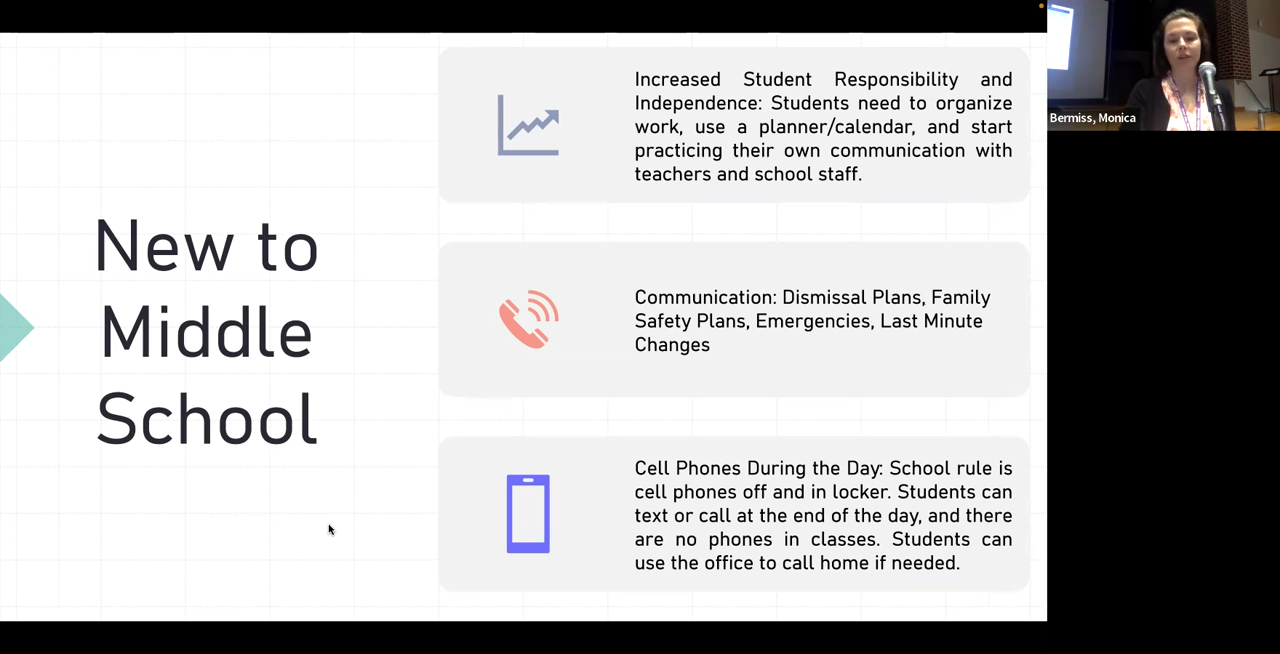 New to
Middle
School
Increased Student Responsibility and
Independence: Students need to organize
work, use a planner/calendar, and start
practicing their own communication with
teachers and school staff.
Communication: Dismissal Plans, Family
Safety Plans, Emergencies, Last Minute
Changes
Cell Phones During the Day: School rule is
cell phones off and in locker. Students can
text or call at the end of the day, and there
are no phones in classes. Students can
use the office to call home if needed.
Bermiss, Monica